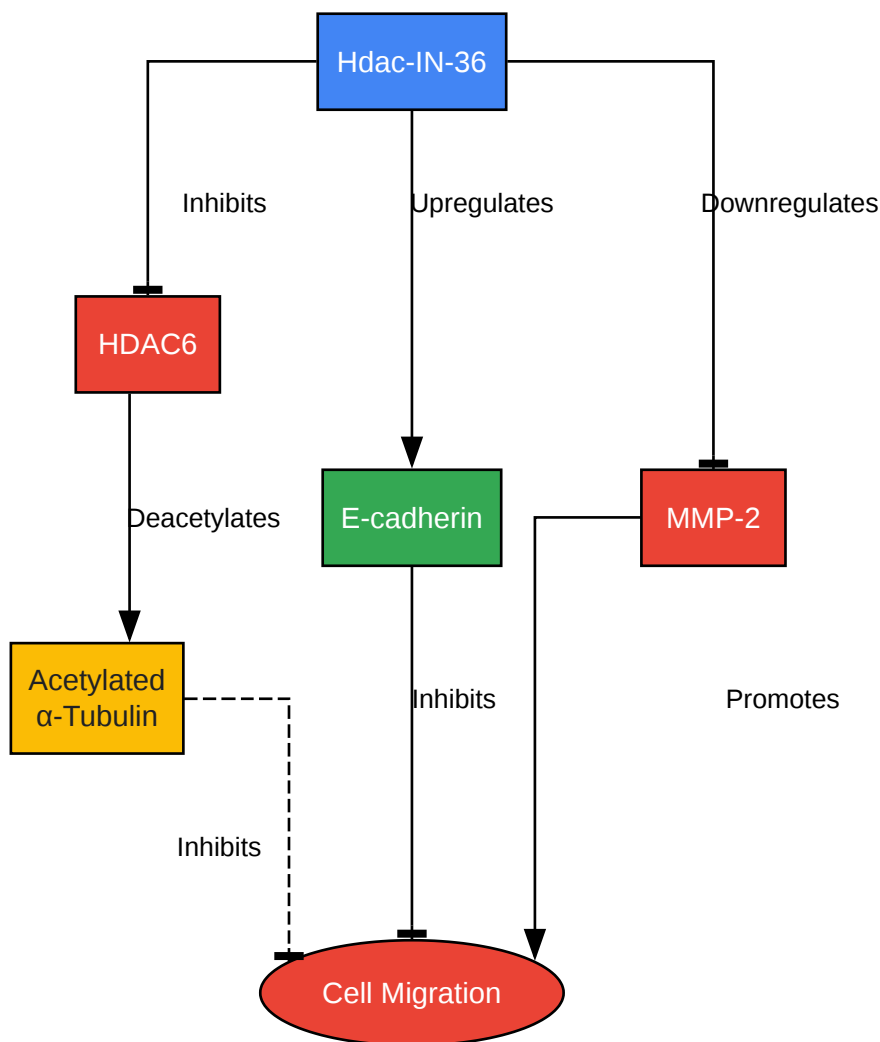 Hdac-IN-36
Inhibits
Upregulates
Downregulates
HDAC6
E-cadherin
MMP-2
Deacetylates
Acetylated
α-Tubulin
Inhibits
Promotes
Inhibits
Cell Migration